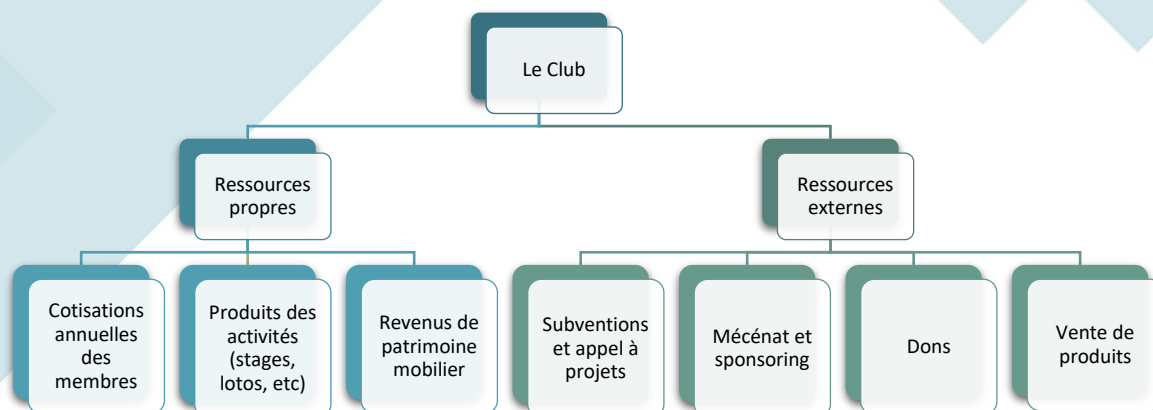 Le Club
Ressources
propres
Ressources
externes
Cotisations
annuelles
des
membres
Produits des
activités
(stages,
lotos, etc)
Revenus de
patrimoine
mobilier
Subventions
et appel à
projets
Mécénat et
sponsoring
Dons
Vente de
produits